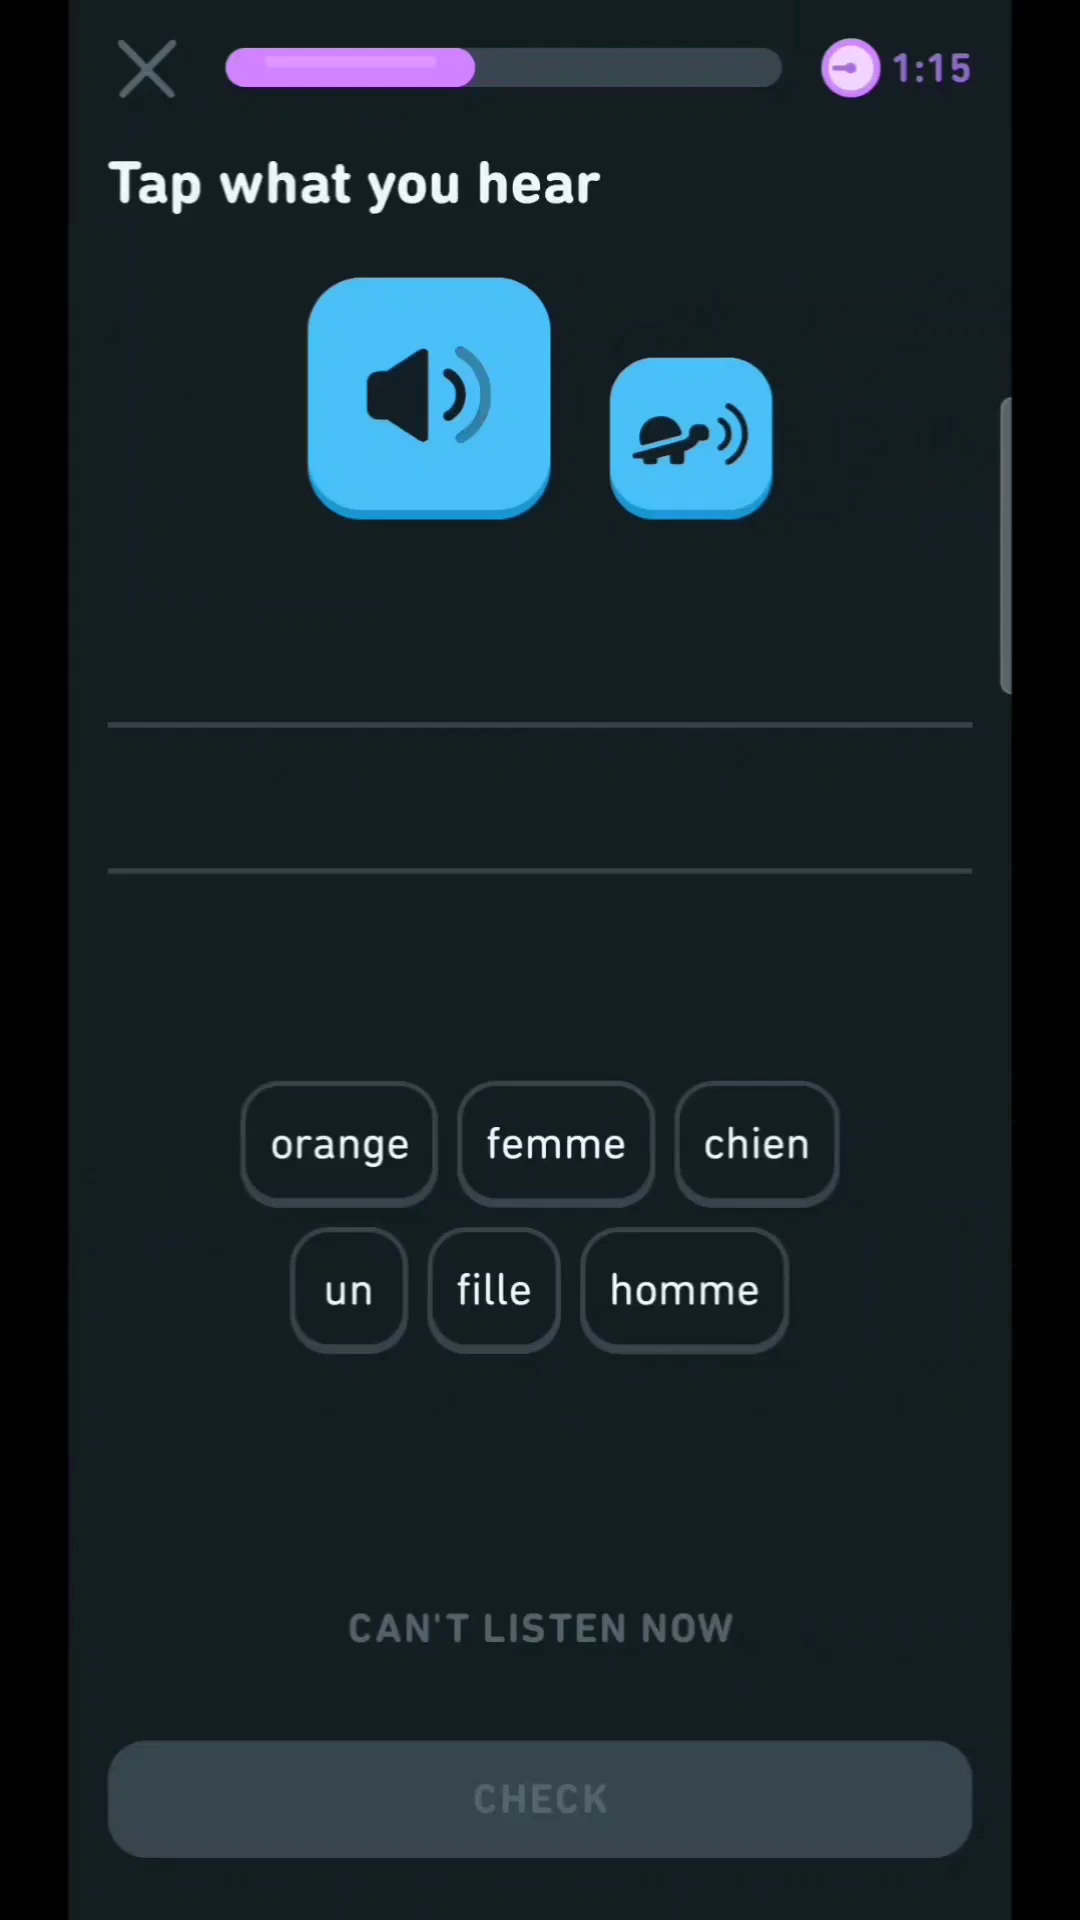 1:15
Tap what you hear
orange femme chien
un fille homme
CAN'T LISTEN NOW
CHECK